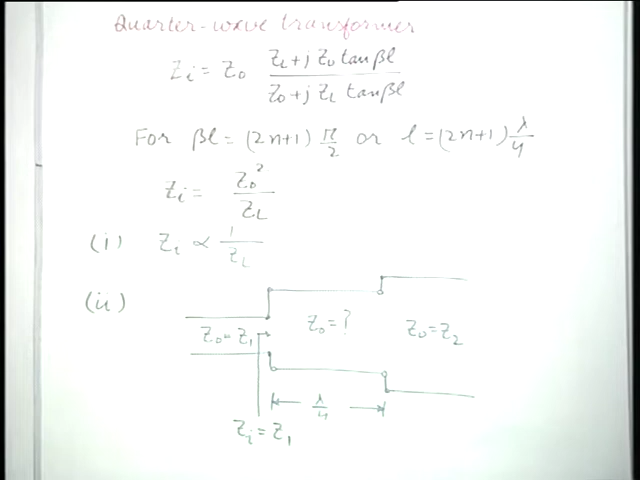 Quarter-wave transformer
Zi = Z0 (ZL + j Z0 tanβl) / (Z0 + j ZL tanβl)
For βl = (2n+1) π/2 or l = (2n+1) λ/4
Zi = Z0² / ZL
(i) Zi ∝ 1/ZL
(ii)
Z0 = Z1 Z0 = ? Z0 = Z2
λ/4
Zi = Z1